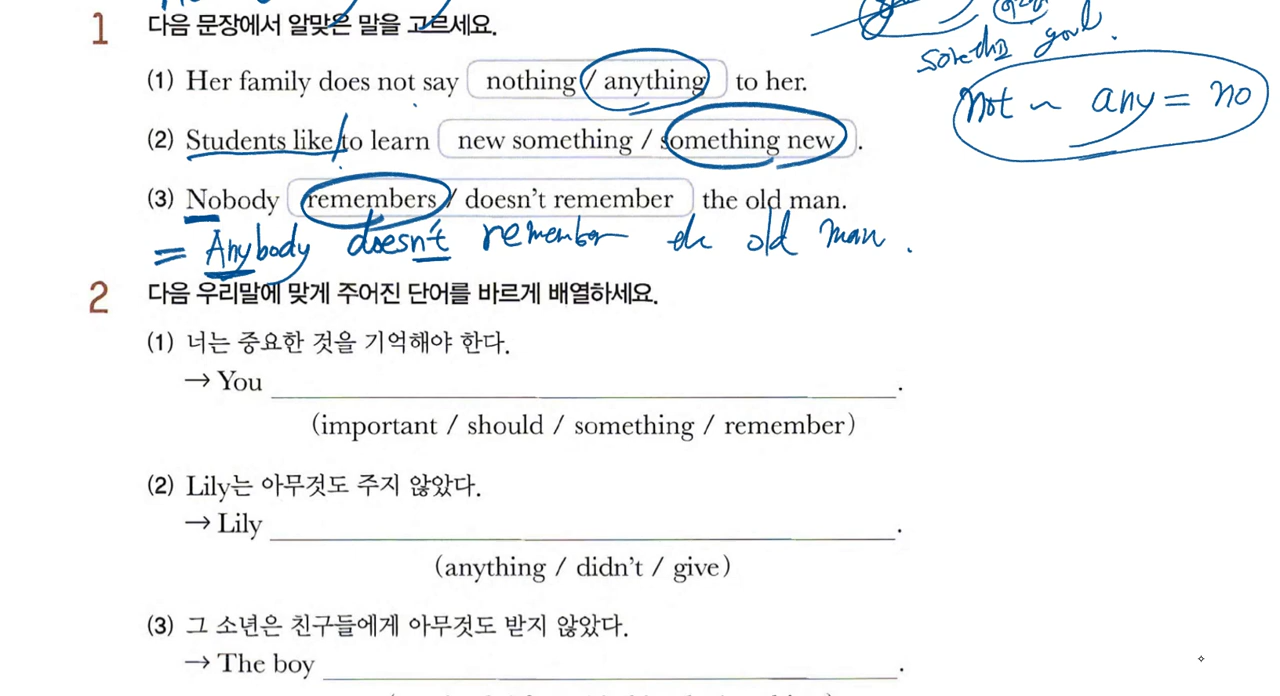 1 다음 문장에서 알맞은 말을 고르세요.
something good.
(1) Her family does not say nothing / anything to her.
not ~ any = no
(2) Students like to learn new something / something new .
(3) Nobody remembers / doesn't remember the old man.
= Anybody doesn't remember the old man.
2 다음 우리말에 맞게 주어진 단어를 바르게 배열하세요.
(1) 너는 중요한 것을 기억해야 한다.
→ You .
(important / should / something / remember)
(2) Lily는 아무것도 주지 않았다.
→ Lily .
(anything / didn't / give)
(3) 그 소년은 친구들에게 아무것도 받지 않았다.
→ The boy .